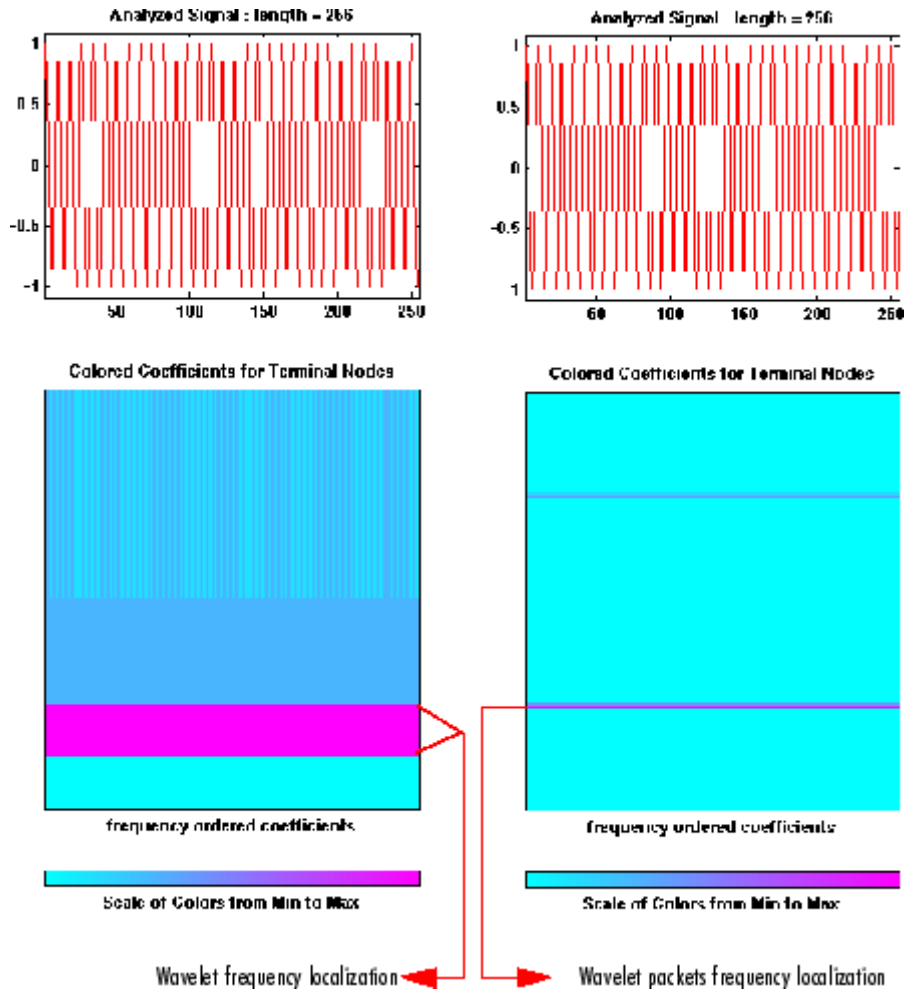 Analyzed Signal : length = 256
1
0.5
0
-0.5
-1
50
100
150
200
250
Analyzed Signal : length = 256
1
0.5
0
-0.5
-1
50
100
150
200
250
Colored Coefficients for Terminal Nodes
frequency ordered coefficients
Scale of Colors from Min to Max
Colored Coefficients for Terminal Nodes
frequency ordered coefficients
Scale of Colors from Min to Max
Wavelet frequency localization
Wavelet packets frequency localization